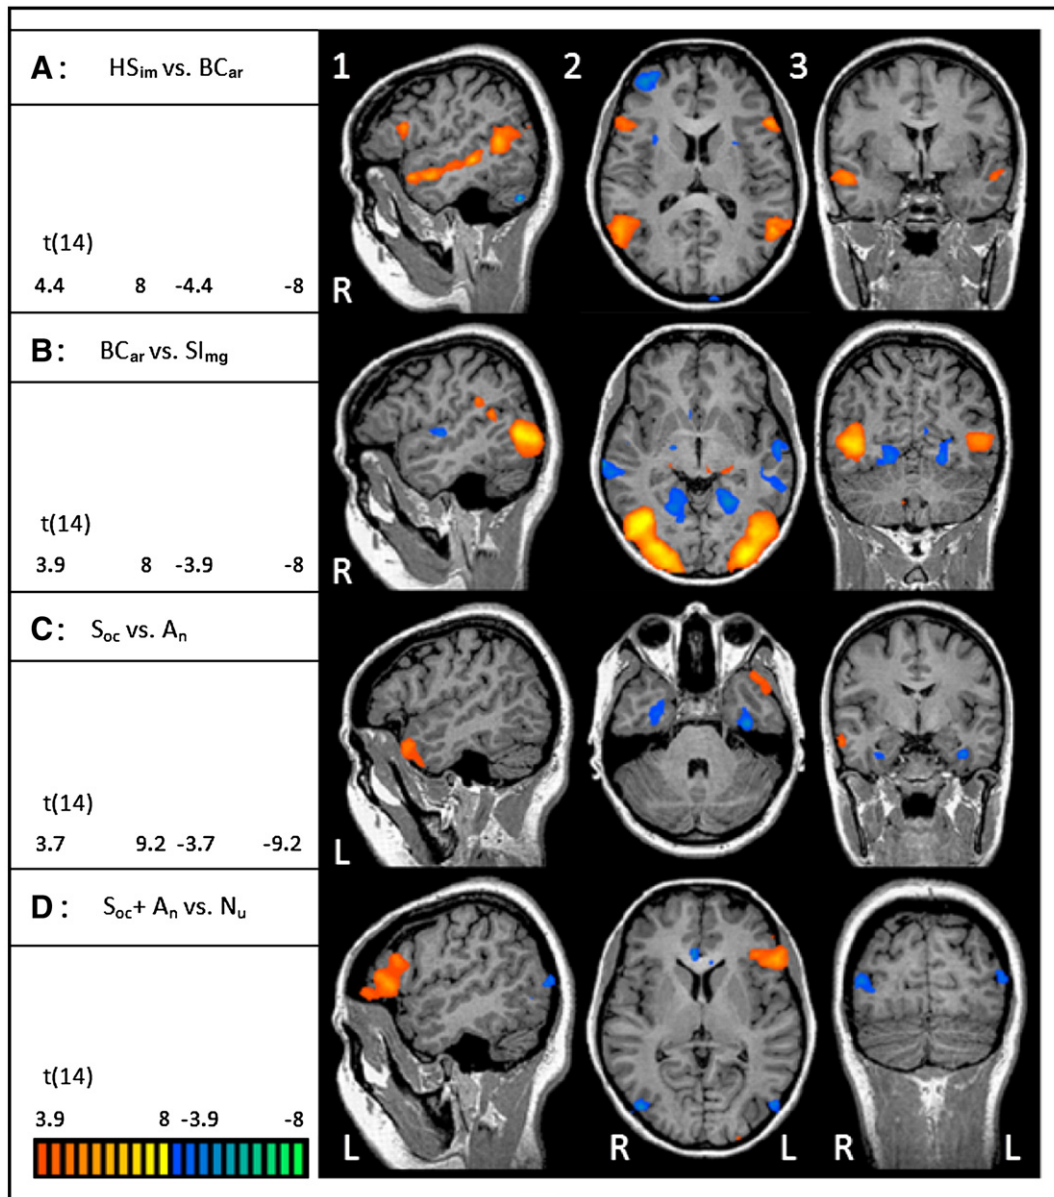 A: HSim vs. BCar
1 2 3
t(14)
4.4 8 -4.4 -8
R
B: BCar vs. SImg
t(14)
3.9 8 -3.9 -8
R
C: Soc vs. An
t(14)
3.7 9.2 -3.7 -9.2
L
D: Soc+ An vs. Nu
t(14)
3.9 8 -3.9 -8
L R L R L